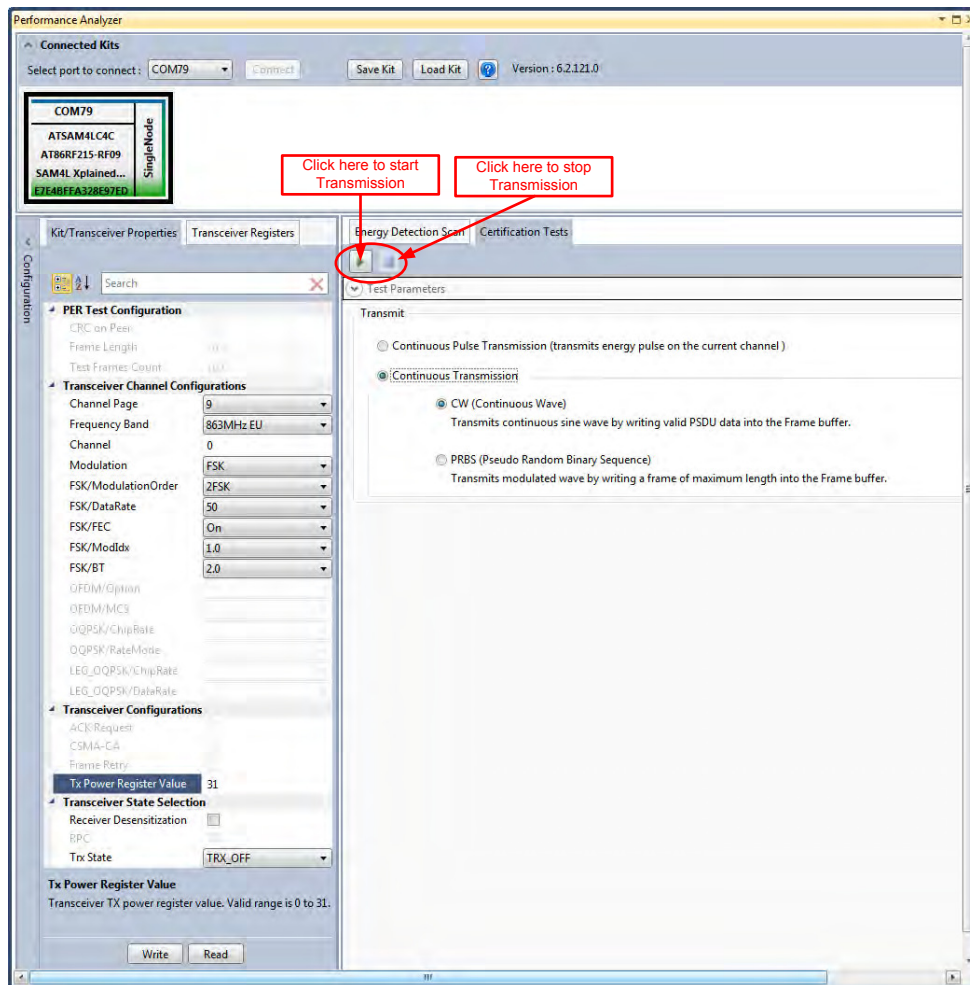 Performance Analyzer
Connected Kits
Select port to connect : COM79 Connect Save Kit Load Kit ? Version : 6.2.121.0
COM79
ATSAM4LC4C
AT86RF215-RF09
SAM4L Xplained...
E7E4BFFA328E97ED
SingleNode
Click here to start
Transmission
Click here to stop
Transmission
Configuration
Kit/Transceiver Properties Transceiver Registers
Search
PER Test Configuration
CRC on Peer
Frame Length
Test Frames Count
Transceiver Channel Configurations
Channel Page 9
Frequency Band 863MHz EU
Channel 0
Modulation FSK
FSK/ModulationOrder 2FSK
FSK/DataRate 50
FSK/FEC On
FSK/ModIdx 1.0
FSK/BT 2.0
OFDM/Option
OFDM/MCS
OQPSK/ChipRate
OQPSK/RateMode
LEG_OQPSK/ChipRate
LEG_OQPSK/DataRate
Transceiver Configurations
ACK Request
CSMA-CA
Frame Retry
Tx Power Register Value 31
Transceiver State Selection
Receiver Desensitization
RPC
Trx State TRX_OFF
Tx Power Register Value
Transceiver TX power register value. Valid range is 0 to 31.
Write Read
Energy Detection Scan Certification Tests
Test Parameters
Transmit
Continuous Pulse Transmission (transmits energy pulse on the current channel )
Continuous Transmission
CW (Continuous Wave)
Transmits continuous sine wave by writing valid PSDU data into the Frame buffer.
PRBS (Pseudo Random Binary Sequence)
Transmits modulated wave by writing a frame of maximum length into the Frame buffer.